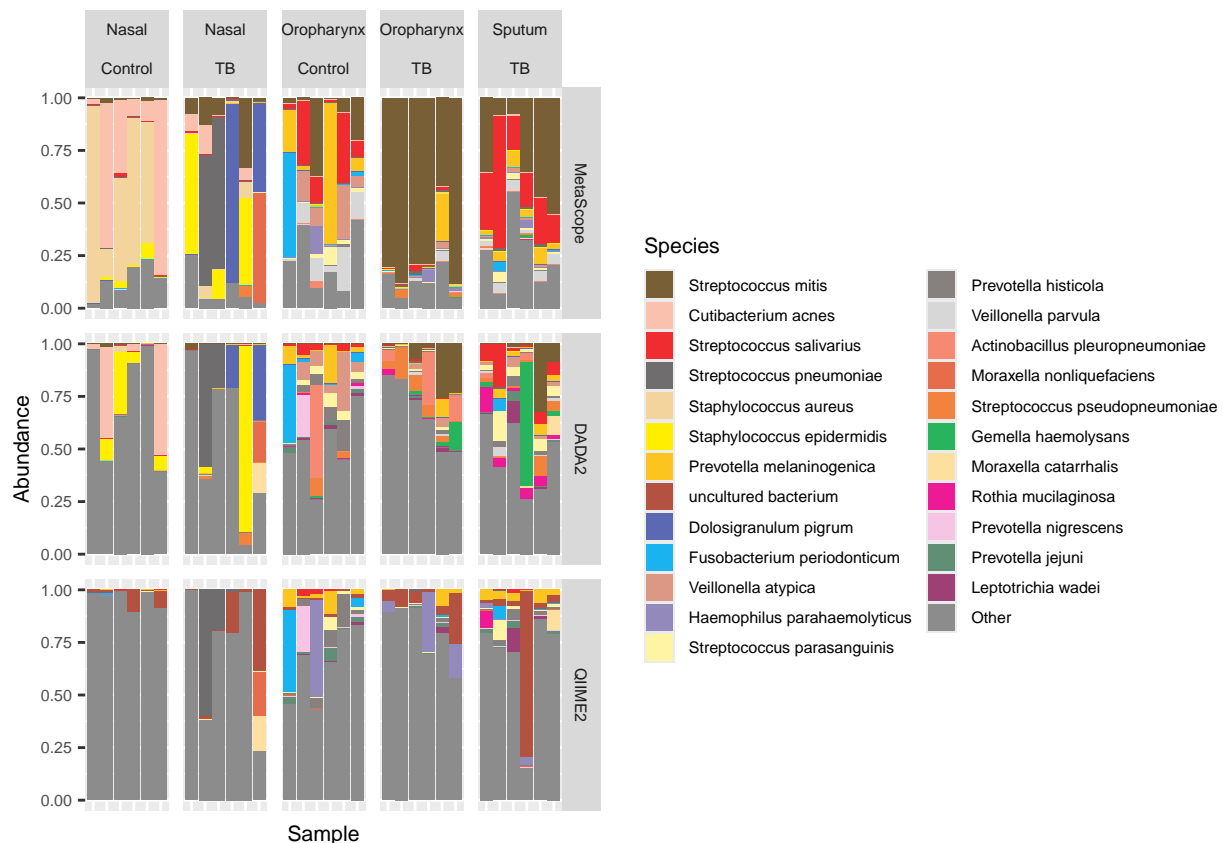 Nasal
Nasal
Oropharynx
Oropharynx
Sputum
Control
TB
Control
TB
TB
1.00
0.75
0.50
0.25
0.00
MetaScope
1.00
0.75
0.50
0.25
0.00
DADA2
1.00
0.75
0.50
0.25
0.00
QIIME2
Abundance
Sample
Species
Streptococcus mitis
Cutibacterium acnes
Streptococcus salivarius
Streptococcus pneumoniae
Staphylococcus aureus
Staphylococcus epidermidis
Prevotella melaninogenica
uncultured bacterium
Dolosigranulum pigrum
Fusobacterium periodonticum
Veillonella atypica
Haemophilus parahaemolyticus
Streptococcus parasanguinis
Prevotella histicola
Veillonella parvula
Actinobacillus pleuropneumoniae
Moraxella nonliquefaciens
Streptococcus pseudopneumoniae
Gemella haemolysans
Moraxella catarrhalis
Rothia mucilaginosa
Prevotella nigrescens
Prevotella jejuni
Leptotrichia wadei
Other